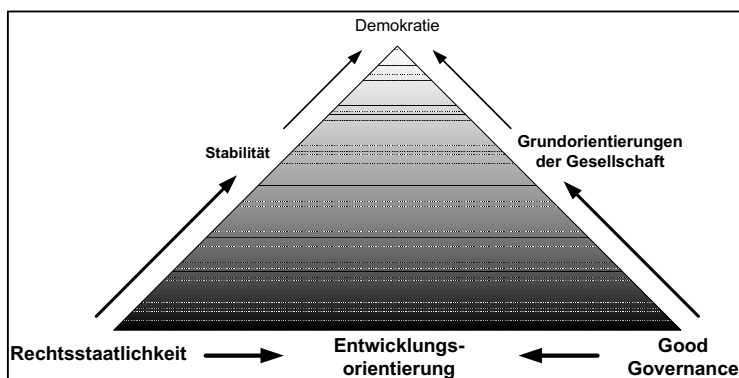 Demokratie
Stabilität
Grundorientierungen
der Gesellschaft
Rechtsstaatlichkeit
Entwicklungs-
orientierung
Good
Governance